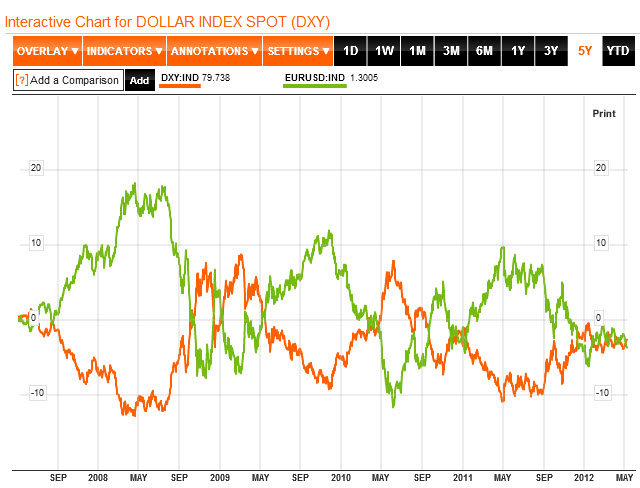 Interactive Chart for DOLLAR INDEX SPOT (DXY)
OVERLAY ▼ INDICATORS ▼ ANNOTATIONS ▼ SETTINGS ▼ 1D 1W 1M 3M 6M 1Y 3Y 5Y YTD
[?] Add a Comparison Add DXY:IND 79.738 EURUSD:IND 1.3005
Print
20 20
10 10
0 0
-10 -10
SEP 2008 MAY SEP 2009 MAY SEP 2010 MAY SEP 2011 MAY SEP 2012 MAY